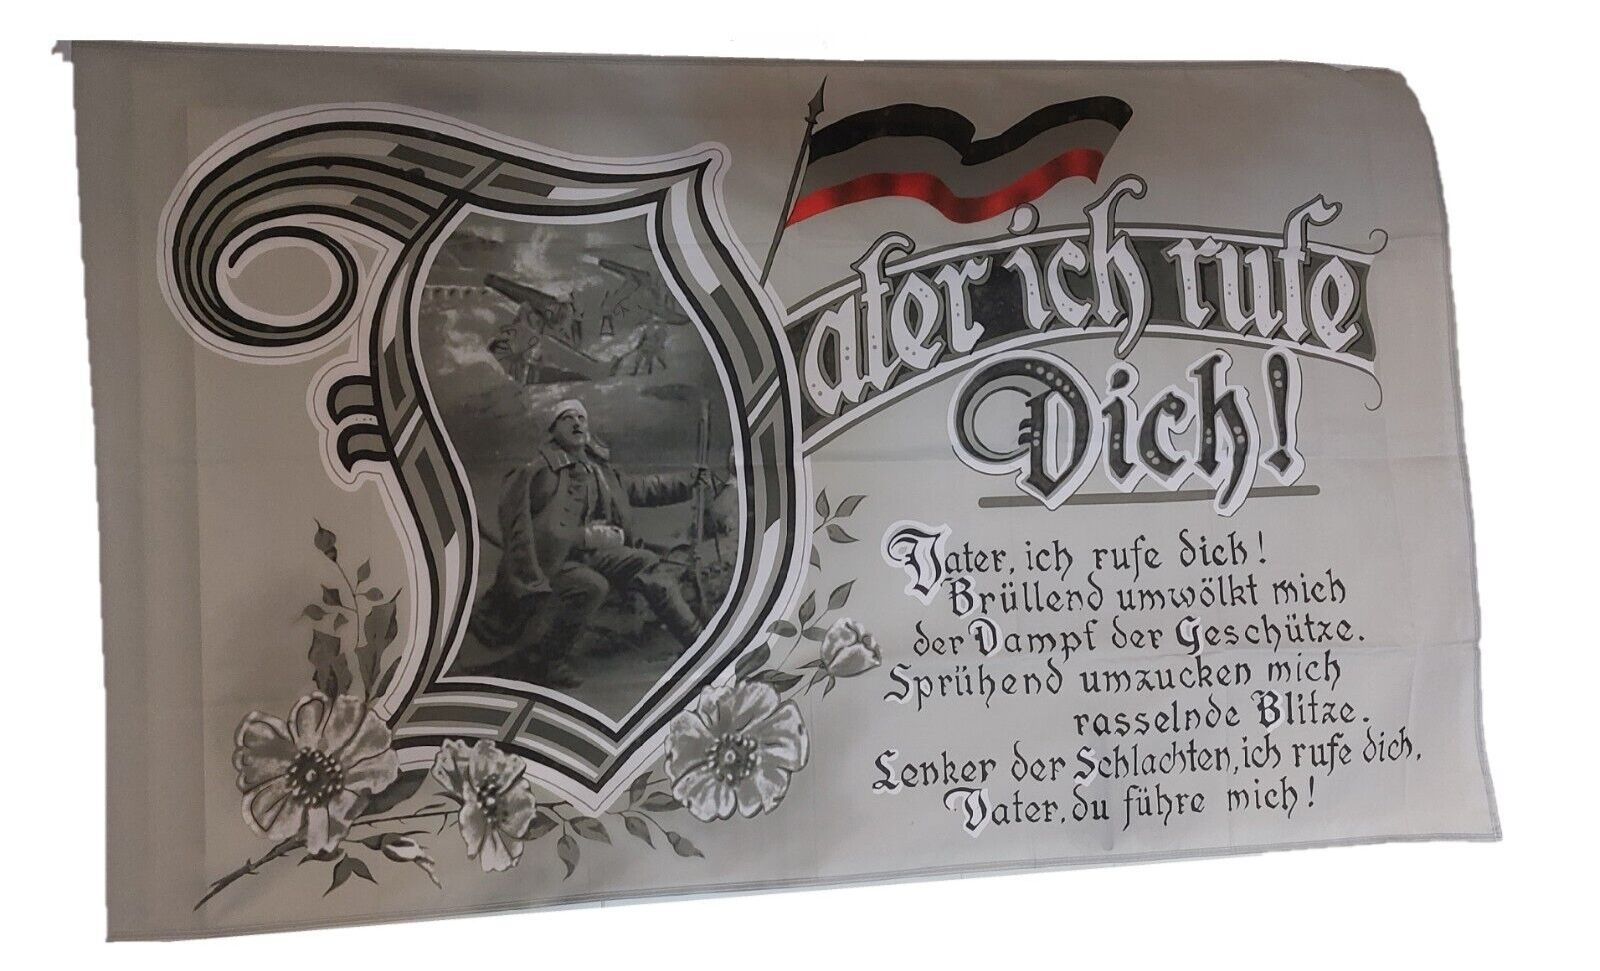 Vater ich rufe
Dich!
Vater, ich rufe dich!
Brüllend umwölkt mich
der Dampf der Geschütze.
Sprühend umzucken mich
rasselnde Blitze.
Lenker der Schlachten, ich rufe dich,
Vater, du führe mich!